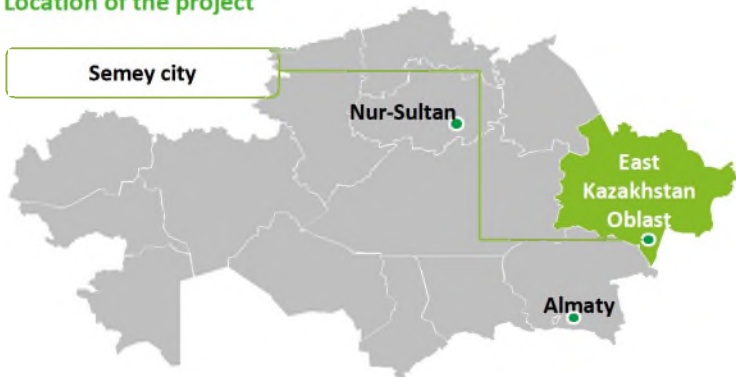 Location of the project
Semey city
Nur-Sultan
East
Kazakhstan
Oblast
Almaty